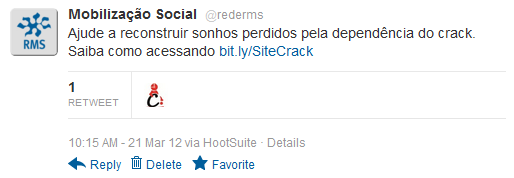 RMS
Mobilização Social @rederms
Ajude a reconstruir sonhos perdidos pela dependência do crack.
Saiba como acessando bit.ly/SiteCrack
1
RETWEET
10:15 AM - 21 Mar 12 via HootSuite · Details
Reply Delete Favorite